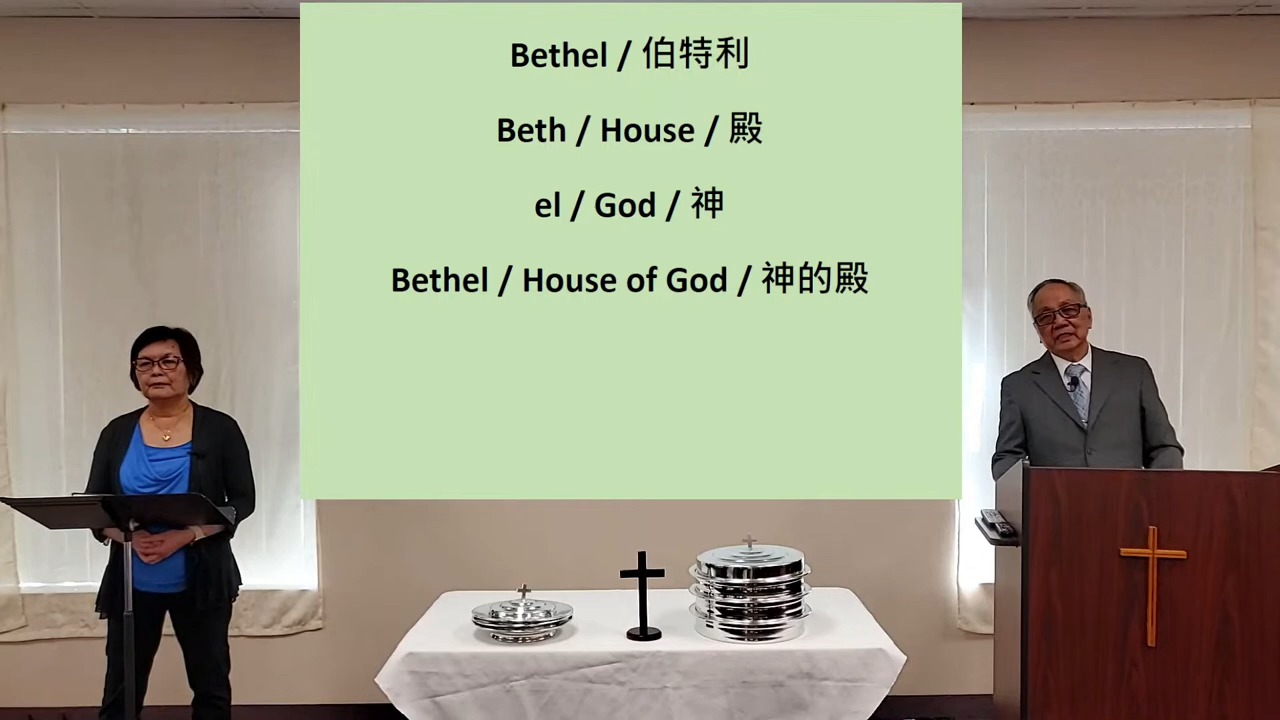 Bethel / 伯特利
Beth / House / 殿
el / God / 神
Bethel / House of God / 神的殿